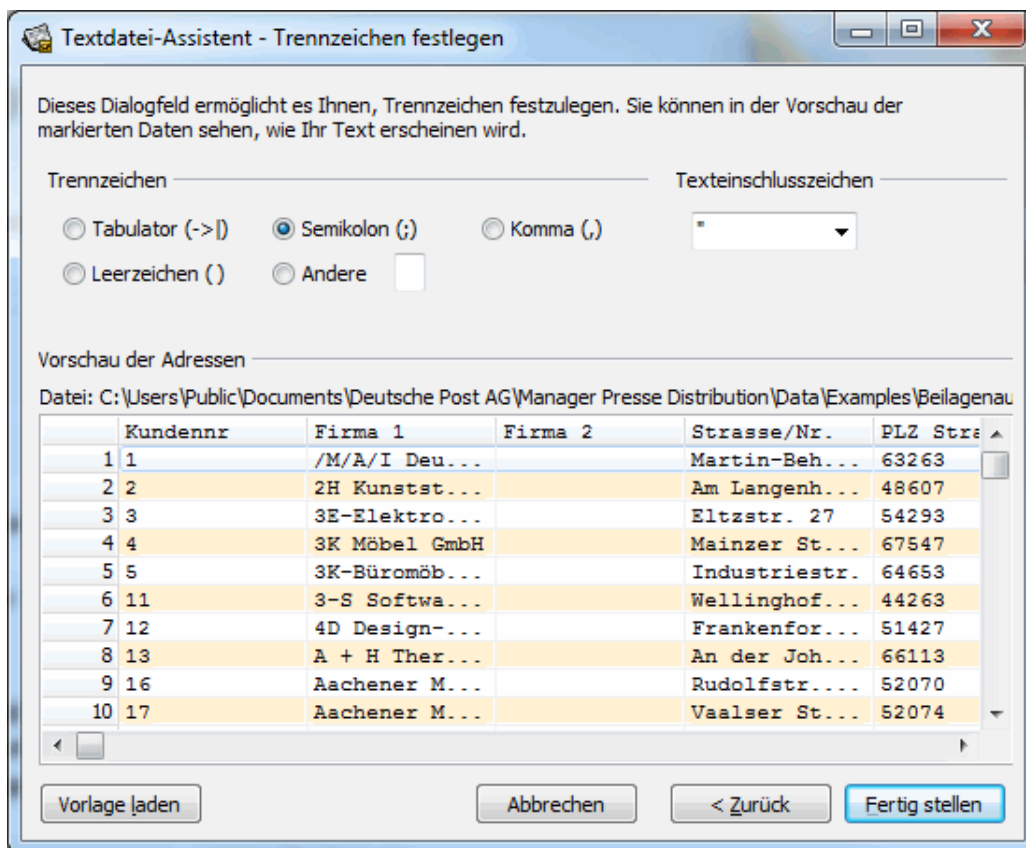 Textdatei-Assistent - Trennzeichen festlegen
Dieses Dialogfeld ermöglicht es Ihnen, Trennzeichen festzulegen. Sie können in der Vorschau der
markierten Daten sehen, wie Ihr Text erscheinen wird.
Trennzeichen Texteinschlusszeichen
Tabulator (->|) Semikolon (;) Komma (,) "
Leerzeichen ( ) Andere
Vorschau der Adressen
Datei: C:\Users\Public\Documents\Deutsche Post AG\Manager Presse Distribution\Data\Examples\Beilagenau
Kundennr Firma 1 Firma 2 Strasse/Nr. PLZ Stra
1 1 /M/A/I Deu... Martin-Beh... 63263
2 2 2H Kunstst... Am Langenh... 48607
3 3 3E-Elektro... Eltzstr. 27 54293
4 4 3K Möbel GmbH Mainzer St... 67547
5 5 3K-Büromöb... Industriestr. 64653
6 11 3-S Softwa... Wellinghof... 44263
7 12 4D Design-... Frankenfor... 51427
8 13 A + H Ther... An der Joh... 66113
9 16 Aachener M... Rudolfstr.... 52070
10 17 Aachener M... Vaalser St... 52074
Vorlage laden Abbrechen < Zurück Fertig stellen